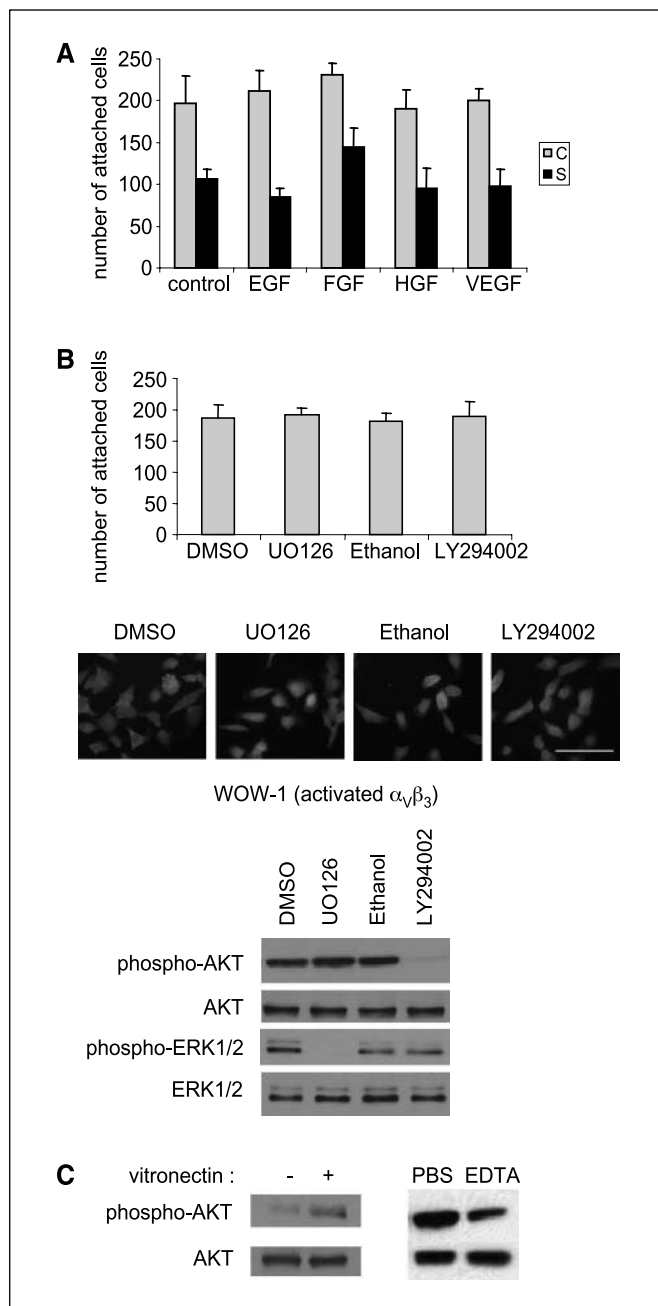 A
number of attached cells
250
200
150
100
50
0
control EGF FGF HGF VEGF
C
S
B
number of attached cells
250
200
150
100
50
0
DMSO UO126 Ethanol LY294002
DMSO UO126 Ethanol LY294002
WOW-1 (activated αVβ3)
DMSO
UO126
Ethanol
LY294002
phospho-AKT
AKT
phospho-ERK1/2
ERK1/2
C
vitronectin : - +
PBS EDTA
phospho-AKT
AKT